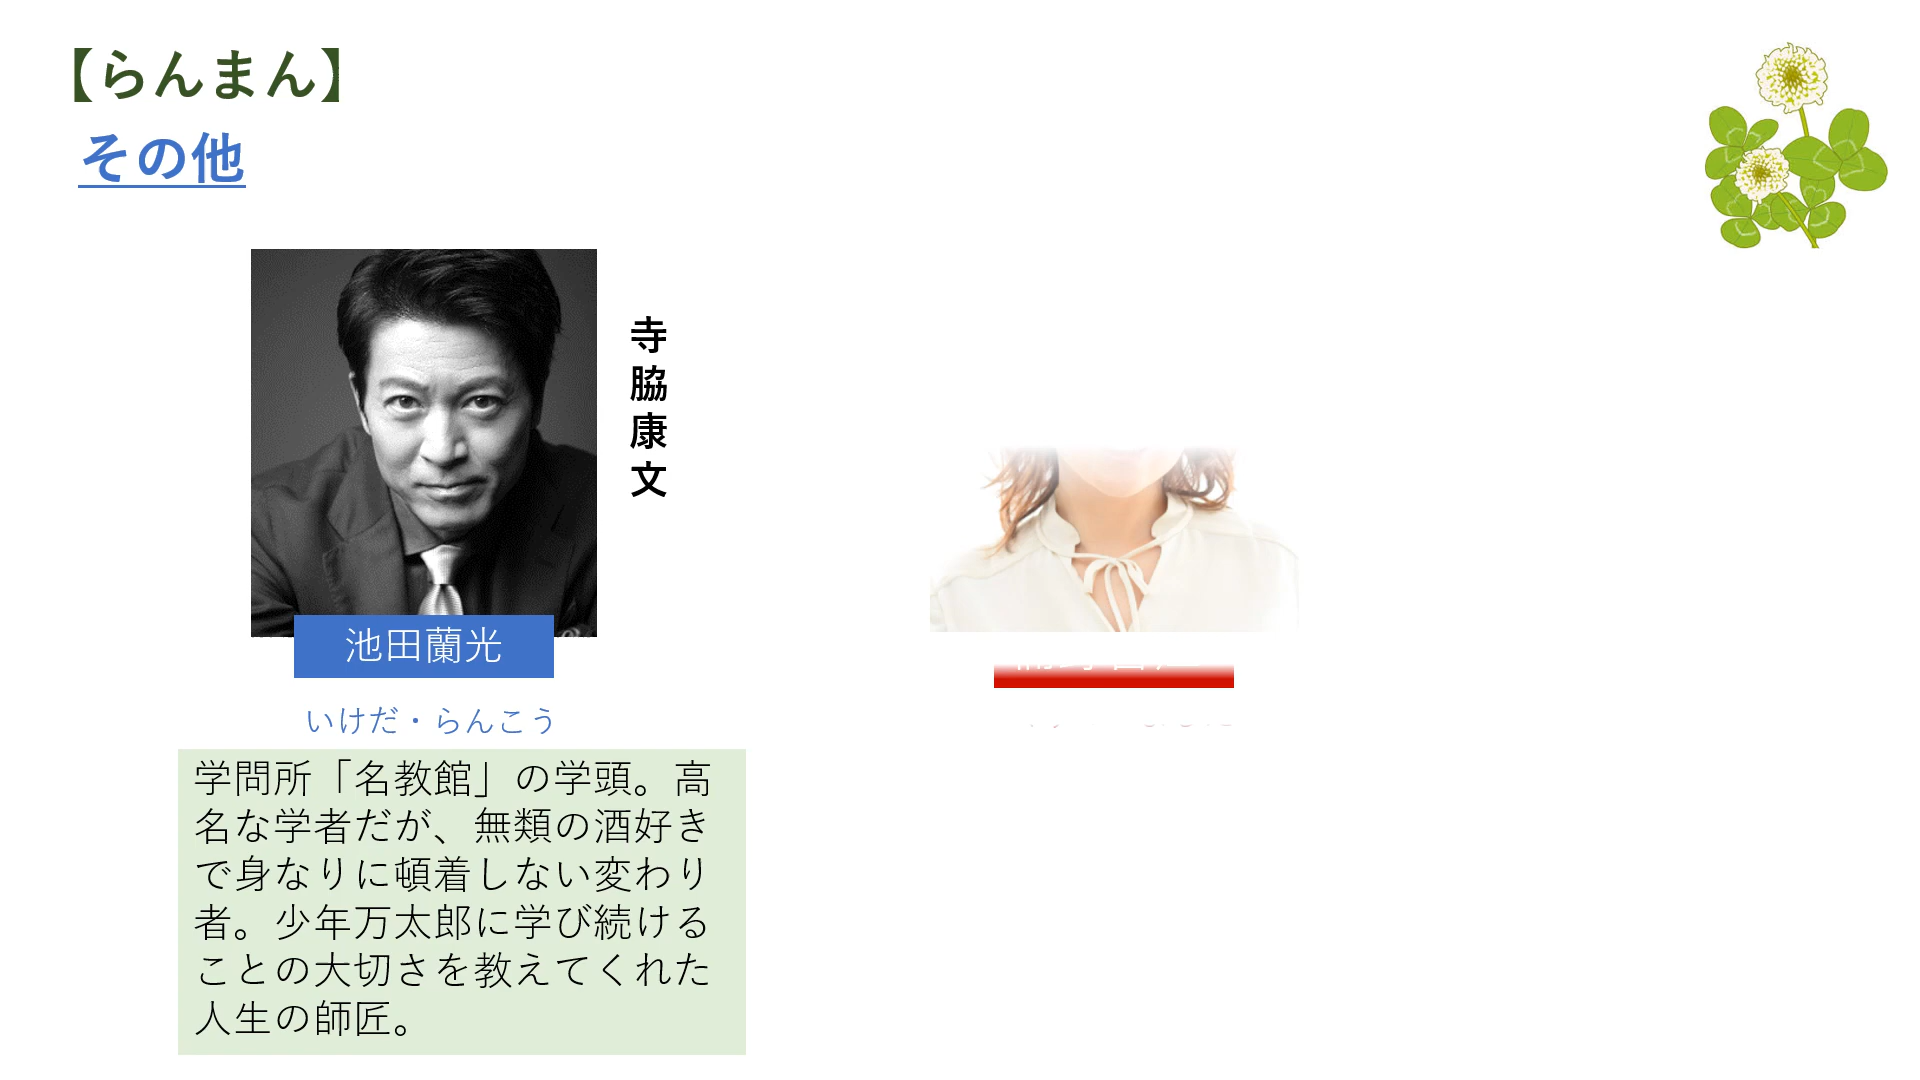 【らんまん】
その他
寺脇康文
池田蘭光
いけだ・らんこう
学問所「名教館」の学頭。高
名な学者だが、無類の酒好き
で身なりに頓着しない変わり
者。少年万太郎に学び続ける
ことの大切さを教えてくれた
人生の師匠。